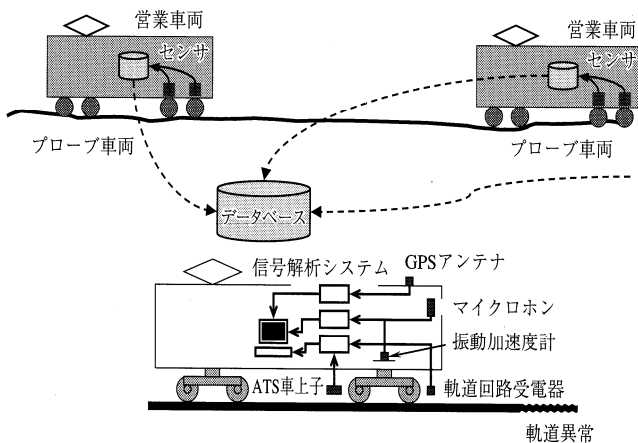 営業車両
センサ
プローブ車両
営業車両
センサ
プローブ車両
データベース
信号解析システム
GPSアンテナ
マイクロホン
振動加速度計
ATS車上子
軌道回路受電器
軌道異常